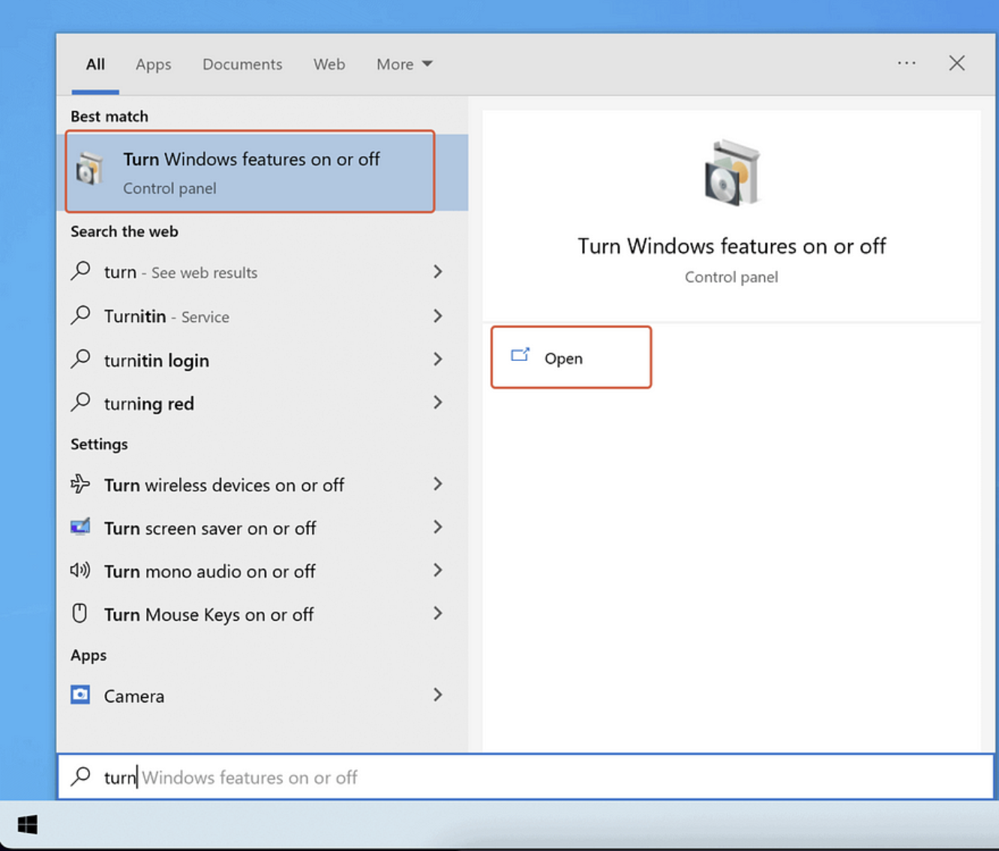 All Apps Documents Web More ...
Best match
Turn Windows features on or off
Control panel
Search the web
turn - See web results
Turnitin - Service
turnitin login
turning red
Settings
Turn wireless devices on or off
Turn screen saver on or off
Turn mono audio on or off
Turn Mouse Keys on or off
Apps
Camera
Turn Windows features on or off
Control panel
Open
turn Windows features on or off